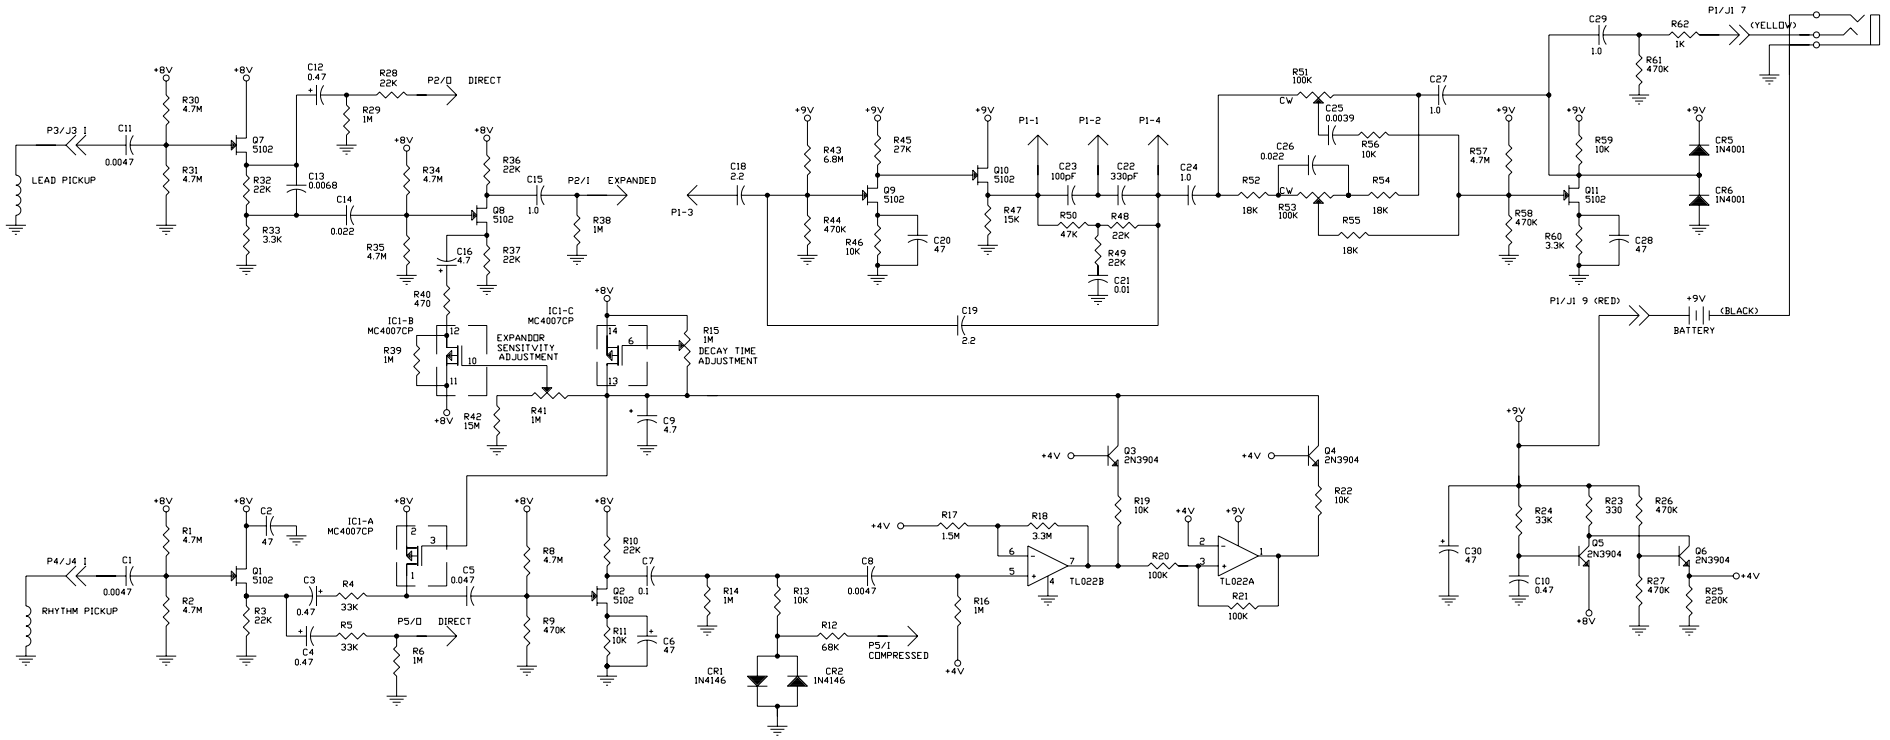 P3/J3 1
LEAD PICKUP
C11
0.0047
+8V
R30
4.7M
R31
4.7M
+8V
Q7
5102
R32
22K
R33
3.3K
C12
0.47
+
R28
22K
R29
1M
P2/O DIRECT
C13
0.0068
C14
0.022
+8V
R34
4.7M
R35
4.7M
+8V
R36
22K
Q8
5102
R37
22K
C15
1.0
P2/I EXPANDED
R38
1M
C16
4.7
+
R40
470
IC1-B
MC4007CP
12
10
11
R39
1M
+8V
EXPANDOR
SENSITVITY
ADJUSTMENT
R41
1M
R42
15M
+8V
IC1-C
MC4007CP
14
6
13
R15
1M
DECAY TIME
ADJUSTMENT
+
C9
4.7
P1-3
C18
2.2
+9V
R43
6.8M
R44
470K
+9V
R45
27K
Q9
5102
R46
10K
C20
47
+9V
Q10
5102
R47
15K
P1-1
P1-2
P1-4
C23
100pF
C22
330pF
R50
47K
R48
22K
R49
22K
C21
0.01
C19
2.2
C24
1.0
R51
100K
CW
C25
0.0039
R56
10K
C26
0.022
R52
18K
CW
R53
100K
R54
18K
R55
18K
C27
1.0
+9V
R57
4.7M
R58
470K
+9V
R59
10K
Q11
5102
R60
3.3K
C28
47
+9V
CR5
1N4001
CR6
1N4001
C29
1.0
R61
470K
R62
1K
P1/J1 7
(YELLOW)
P1/J1 9 (RED)
+9V
BATTERY
(BLACK)
P4/J4 1
RHYTHM PICKUP
C1
0.0047
+8V
R1
4.7M
R2
4.7M
+8V
C2
47
Q1
5102
R3
22K
C3
0.47
+
R4
33K
C4
0.47
+
R5
33K
R6
1M
P5/O DIRECT
+8V
IC1-A
MC4007CP
2
3
1
C5
0.047
+8V
R8
4.7M
R9
470K
+8V
R10
22K
Q2
5102
R11
10K
+
C6
47
C7
0.1
R14
1M
R13
10K
R12
68K
P5/I
COMPRESSED
CR1
1N4146
CR2
1N4146
C8
0.0047
R16
1M
+4V
+4V
R17
1.5M
R18
3.3M
6
-
5
+
7
4
TL022B
+4V
Q3
2N3904
R19
10K
R20
100K
+4V
+9V
2
-
3
+
1
TL022A
R21
100K
+4V
Q4
2N3904
R22
10K
+9V
+
C30
47
R24
33K
C10
0.47
R23
330
Q5
2N3904
+8V
R26
470K
R27
470K
Q6
2N3904
+4V
R25
220K